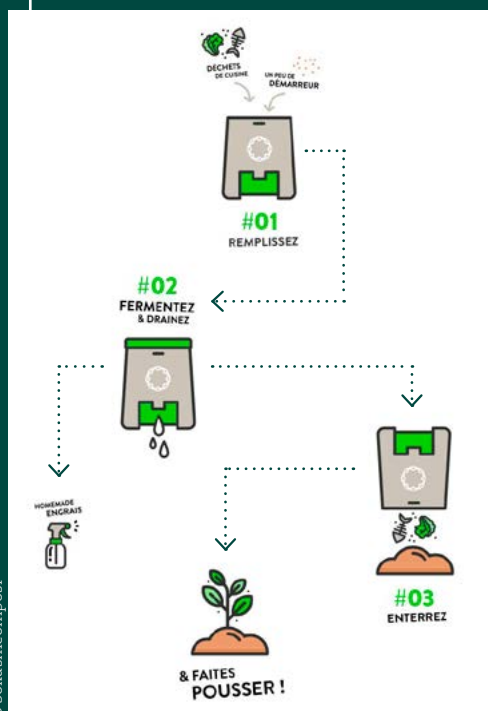 DÉCHETS
DE CUISINE
UN PEU DE
DÉMARREUR
#01
REMPLISSEZ
#02
FERMENTEZ
& DRAINEZ
HOMEMADE
ENGRAIS
#03
ENTERREZ
& FAITES
POUSSER !